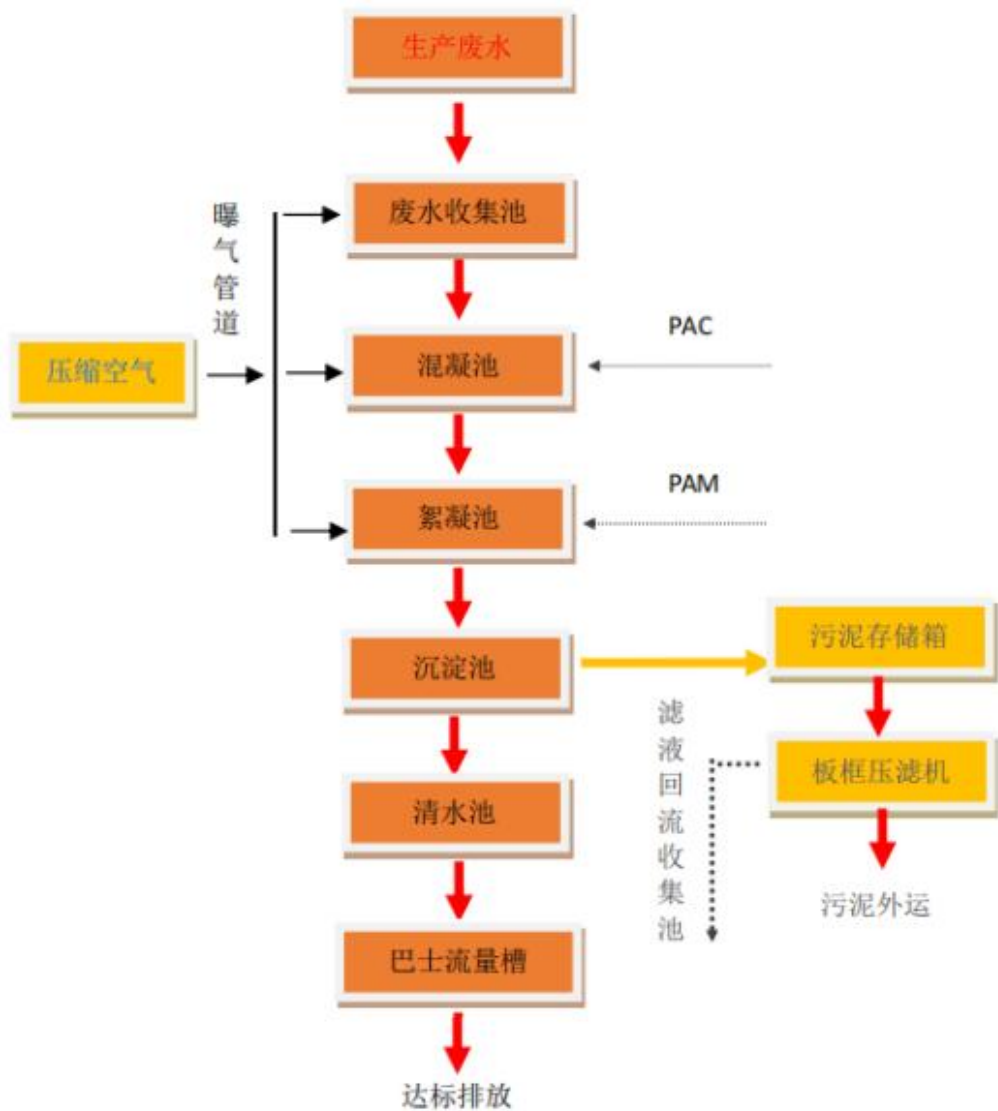 生产废水
废水收集池
曝气管道
压缩空气
混凝池
PAC
絮凝池
PAM
沉淀池
污泥存储箱
滤液回流收集池
板框压滤机
清水池
污泥外运
巴士流量槽
达标排放